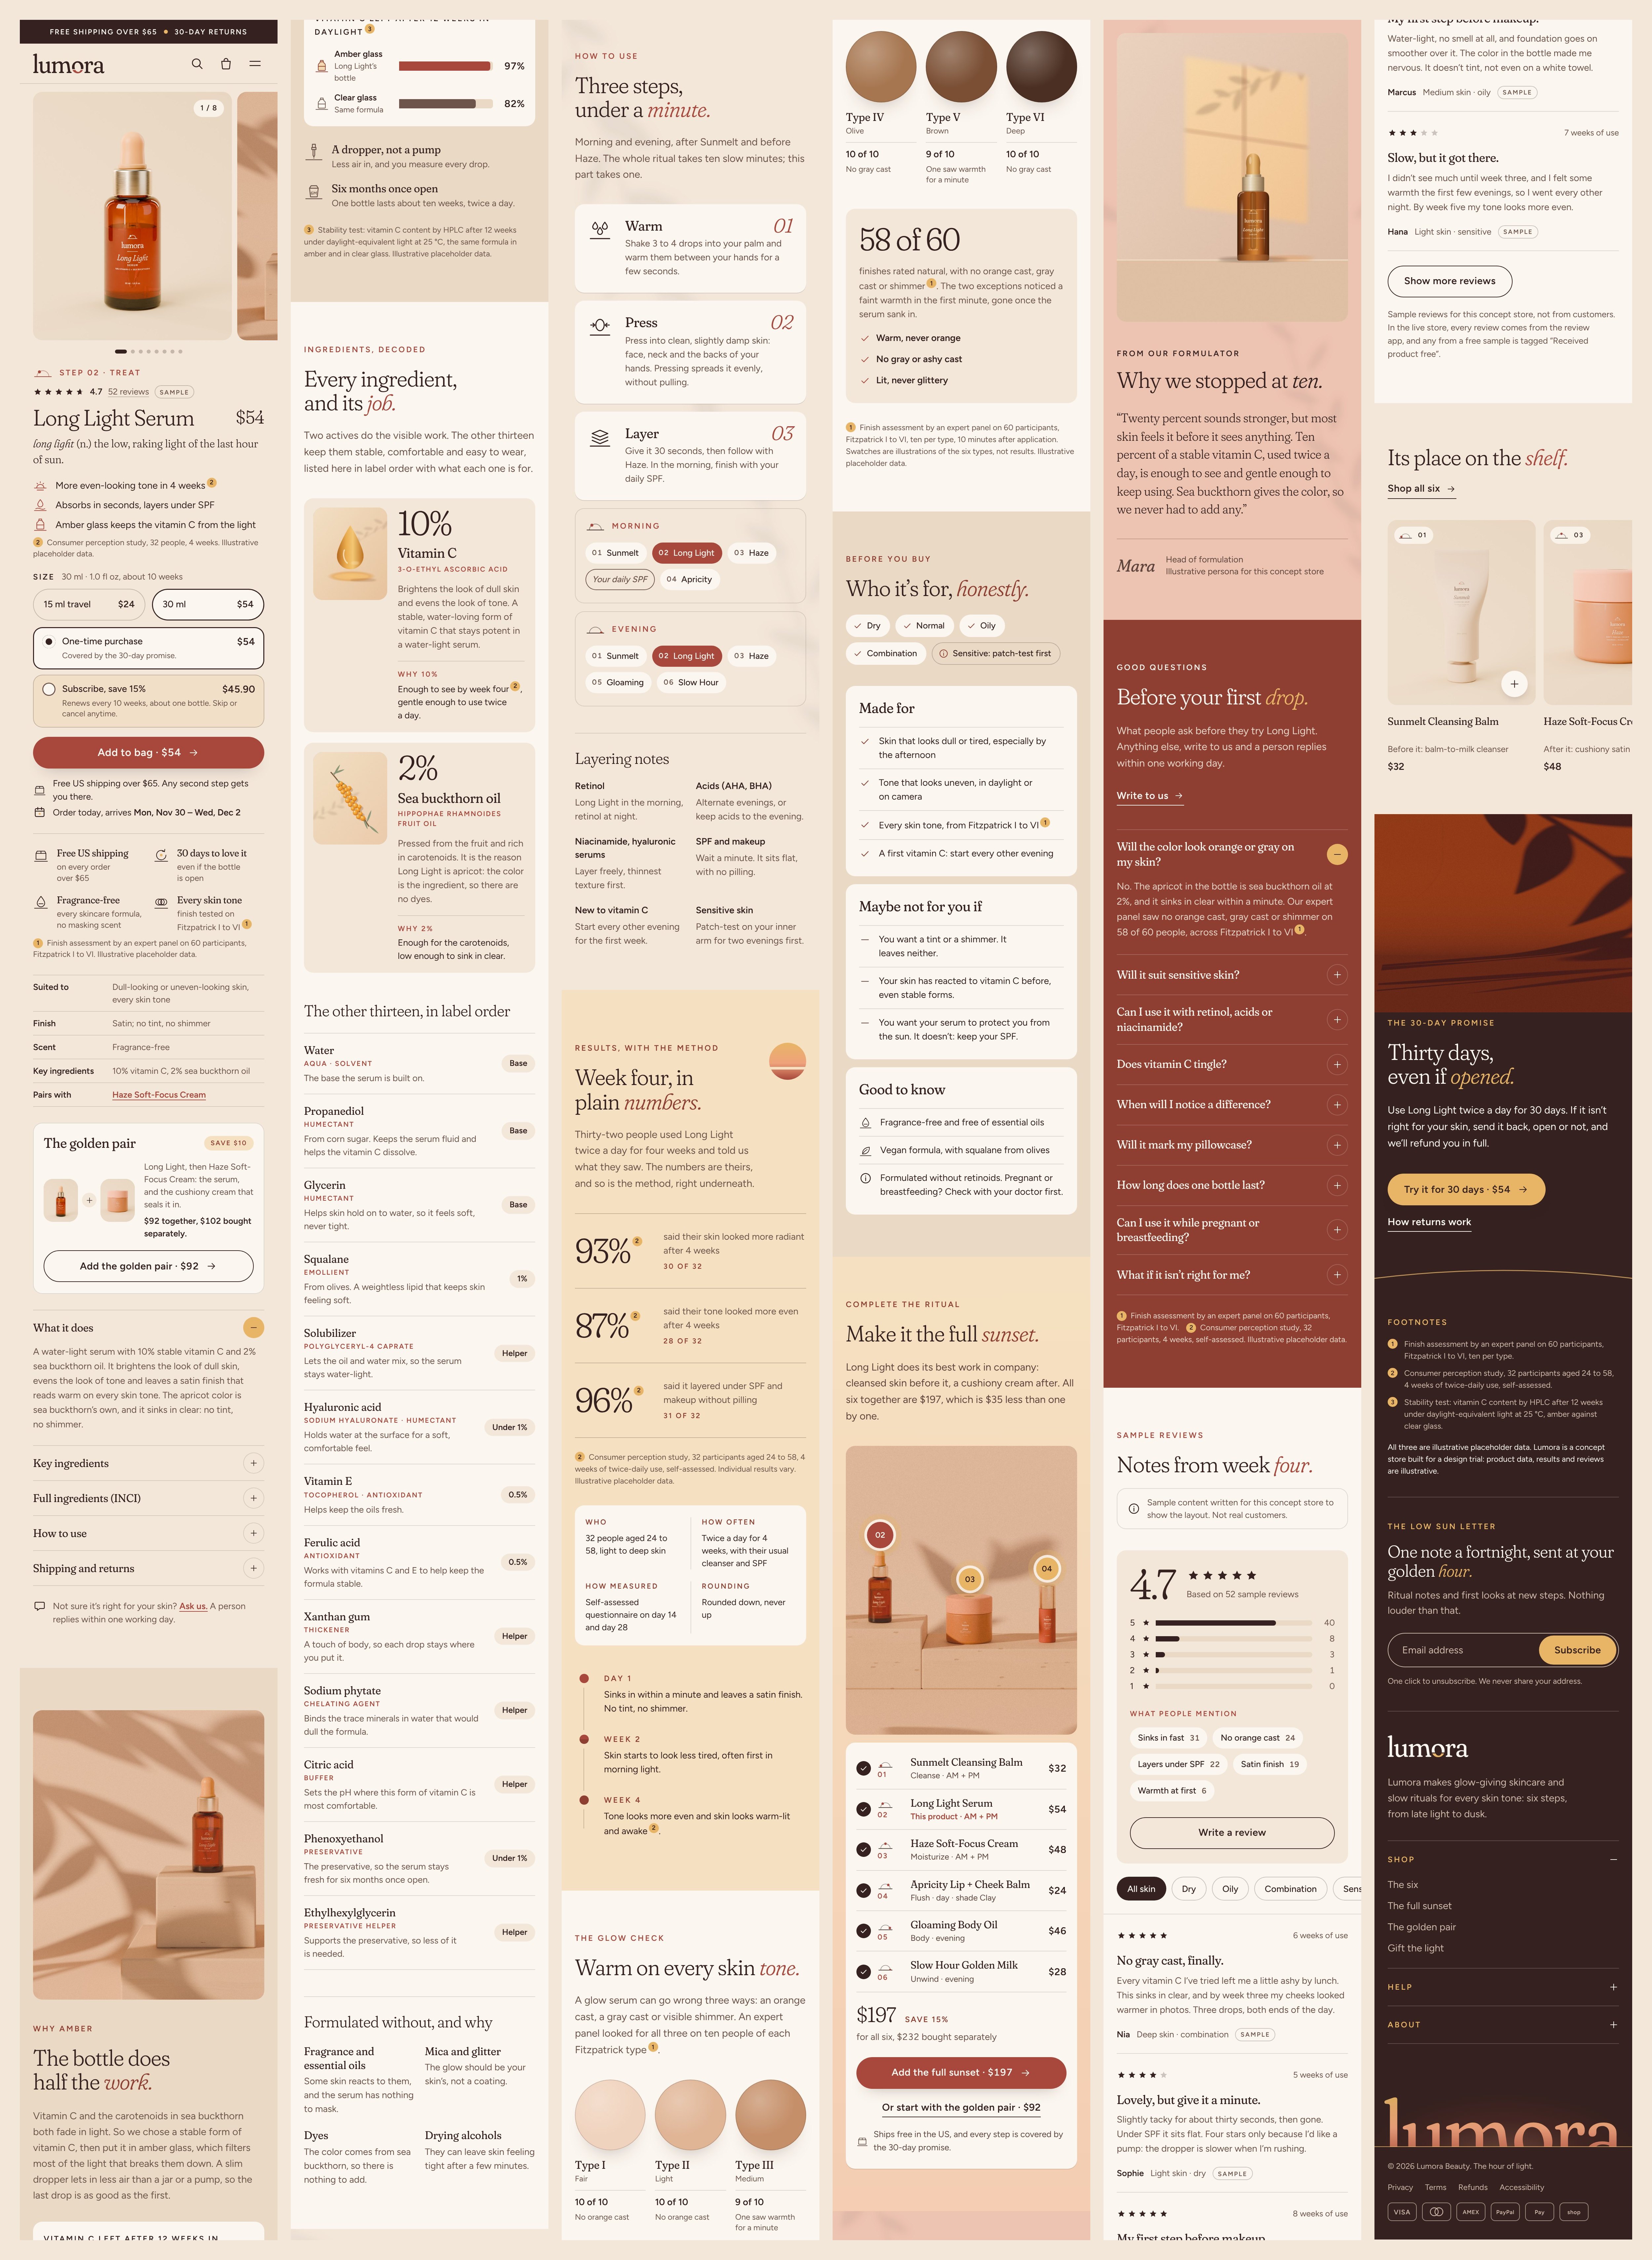 FREE SHIPPING OVER $65 • 30-DAY RETURNS
lumora
1 / 8
lumora
Long Light
STEP 02 · TREAT
4.7 52 reviews SAMPLE
Long Light Serum $54
long light (n.) the low, raking light of the last hour
of sun.
More even-looking tone in 4 weeks 2
Absorbs in seconds, layers under SPF
Amber glass keeps the vitamin C from the light
2 Consumer perception study, 32 people, 4 weeks. Illustrative
placeholder data.
SIZE 30 ml · 1.0 fl oz, about 10 weeks
15 ml travel $24
30 ml $54
One-time purchase $54
Covered by the 30-day promise.
Subscribe, save 15% $45.90
Renews every 10 weeks, about one bottle. Skip or
cancel anytime.
Add to bag · $54 →
Free US shipping over $65. Any second step gets
you there.
Order today, arrives Mon, Nov 30 – Wed, Dec 2
Free US shipping
on every order
over $65
30 days to love it
even if the bottle
is open
Fragrance-free
every skincare formula,
no masking scent
Every skin tone
finish tested on
Fitzpatrick I to VI 1
1 Finish assessment by an expert panel on 60 participants,
Fitzpatrick I to VI. Illustrative placeholder data.
Suited to Dull-looking or uneven-looking skin,
every skin tone
Finish Satin; no tint, no shimmer
Scent Fragrance-free
Key ingredients 10% vitamin C, 2% sea buckthorn oil
Pairs with Haze Soft-Focus Cream
The golden pair SAVE $10
Long Light, then Haze Soft-
Focus Cream: the serum,
and the cushiony cream that
seals it in.
$92 together, $102 bought
separately.
Add the golden pair · $92 →
What it does
A water-light serum with 10% stable vitamin C and 2%
sea buckthorn oil. It brightens the look of dull skin,
evens the look of tone and leaves a satin finish that
reads warm on every skin tone. The apricot color is
sea buckthorn's own, and it sinks in clear: no tint,
no shimmer.
Key ingredients
Full ingredients (INCI)
How to use
Shipping and returns
Not sure it's right for your skin? Ask us. A person
replies within one working day.
WHY AMBER
The bottle does
half the work.
Vitamin C and the carotenoids in sea buckthorn
both fade in light. So we chose a stable form of
vitamin C, then put it in amber glass, which filters
most of the light that breaks them down. A slim
dropper lets in less air than a jar or a pump, so the
last drop is as good as the first.
VITAMIN C LEFT AFTER 12 WEEKS IN
DAYLIGHT 3
Amber glass
Long Light's
bottle
97%
Clear glass
Same formula
82%
A dropper, not a pump
Less air in, and you measure every drop.
Six months once open
One bottle lasts about ten weeks, twice a day.
3 Stability test: vitamin C content by HPLC after 12 weeks
under daylight-equivalent light at 25 °C, the same formula in
amber and in clear glass. Illustrative placeholder data.
INGREDIENTS, DECODED
Every ingredient,
and its job.
Two actives do the visible work. The other thirteen
keep them stable, comfortable and easy to wear,
listed here in label order with what each one is for.
10%
Vitamin C
3-O-ETHYL ASCORBIC ACID
Brightens the look of dull skin
and evens the look of tone. A
stable, water-loving form of
vitamin C that stays potent in
a water-light serum.
WHY 10%
Enough to see by week four 2,
gentle enough to use twice
a day.
2%
Sea buckthorn oil
HIPPOPHAE RHAMNOIDES
FRUIT OIL
Pressed from the fruit and rich
in carotenoids. It is the reason
Long Light is apricot: the color
is the ingredient, so there are
no dyes.
WHY 2%
Enough for the carotenoids,
low enough to sink in clear.
The other thirteen, in label order
Water
AQUA · SOLVENT
The base the serum is built on.
Base
Propanediol
HUMECTANT
From corn sugar. Keeps the serum fluid and
helps the vitamin C dissolve.
Base
Glycerin
HUMECTANT
Helps skin hold on to water, so it feels soft,
never tight.
Base
Squalane
EMOLLIENT
From olives. A weightless lipid that keeps skin
feeling soft.
1%
Solubilizer
POLYGLYCERYL-4 CAPRATE
Lets the oil and water mix, so the serum
stays water-light.
Helper
Hyaluronic acid
SODIUM HYALURONATE · HUMECTANT
Holds water at the surface for a soft,
comfortable feel.
Under 1%
Vitamin E
TOCOPHEROL · ANTIOXIDANT
Helps keep the oils fresh.
0.5%
Ferulic acid
ANTIOXIDANT
Works with vitamins C and E to help keep the
formula stable.
0.5%
Xanthan gum
THICKENER
A touch of body, so each drop stays where
you put it.
Helper
Sodium phytate
CHELATING AGENT
Binds the trace minerals in water that would
dull the formula.
Helper
Citric acid
BUFFER
Sets the pH where this form of vitamin C is
most comfortable.
Helper
Phenoxyethanol
PRESERVATIVE
The preservative, so the serum stays
fresh for six months once open.
Under 1%
Ethylhexylglycerin
PRESERVATIVE HELPER
Supports the preservative, so less of it
is needed.
Helper
Formulated without, and why
Fragrance and
essential oils
Some skin reacts to them,
and the serum has nothing
to mask.
Mica and glitter
The glow should be your
skin's, not a coating.
Dyes
The color comes from sea
buckthorn, so there is
nothing to add.
Drying alcohols
They can leave skin feeling
tight after a few minutes.
HOW TO USE
Three steps,
under a minute.
Morning and evening, after Sunmelt and before
Haze. The whole ritual takes ten slow minutes; this
part takes one.
Warm 01
Shake 3 to 4 drops into your palm and
warm them between your hands for a
few seconds.
Press 02
Press into clean, slightly damp skin:
face, neck and the backs of your
hands. Pressing spreads it evenly,
without pulling.
Layer 03
Give it 30 seconds, then follow with
Haze. In the morning, finish with your
daily SPF.
MORNING
01 Sunmelt 02 Long Light 03 Haze
Your daily SPF 04 Apricity
EVENING
01 Sunmelt 02 Long Light 03 Haze
05 Gloaming 06 Slow Hour
Layering notes
Retinol
Long Light in the morning,
retinol at night.
Acids (AHA, BHA)
Alternate evenings, or
keep acids to the evening.
Niacinamide, hyaluronic
serums
Layer freely, thinnest
texture first.
SPF and makeup
Wait a minute. It sits flat,
with no pilling.
New to vitamin C
Start every other evening
for the first week.
Sensitive skin
Patch-test on your inner
arm for two evenings first.
RESULTS, WITH THE METHOD
Week four, in
plain numbers.
Thirty-two people used Long Light
twice a day for four weeks and told us
what they saw. The numbers are theirs,
and so is the method, right underneath.
93% 2
said their skin looked more radiant
after 4 weeks
30 OF 32
87% 2
said their tone looked more even
after 4 weeks
28 OF 32
96% 2
said it layered under SPF and
makeup without pilling
31 OF 32
2 Consumer perception study, 32 participants aged 24 to 58, 4
weeks of twice-daily use, self-assessed. Individual results vary.
Illustrative placeholder data.
WHO
32 people aged 24 to
58, light to deep skin
HOW OFTEN
Twice a day for 4
weeks, with their usual
cleanser and SPF
HOW MEASURED
Self-assessed
questionnaire on day 14
and day 28
ROUNDING
Rounded down, never
up
DAY 1
Sinks in within a minute and leaves a satin finish.
No tint, no shimmer.
WEEK 2
Skin starts to look less tired, often first in
morning light.
WEEK 4
Tone looks more even and skin looks warm-lit
and awake 2.
THE GLOW CHECK
Warm on every skin tone.
A glow serum can go wrong three ways: an orange
cast, a gray cast or visible shimmer. An expert
panel looked for all three on ten people of each
Fitzpatrick type 1.
Type I
Fair
10 of 10
No orange cast
Type II
Light
10 of 10
No orange cast
Type III
Medium
9 of 10
One saw warmth
for a minute
Type IV
Olive
10 of 10
No gray cast
Type V
Brown
9 of 10
One saw warmth
for a minute
Type VI
Deep
10 of 10
No gray cast
58 of 60
finishes rated natural, with no orange cast, gray
cast or shimmer 1. The two exceptions noticed a
faint warmth in the first minute, gone once the
serum sank in.
Warm, never orange
No gray or ashy cast
Lit, never glittery
1 Finish assessment by an expert panel on 60 participants,
Fitzpatrick I to VI, ten per type, 10 minutes after application.
Swatches are illustrations of the six types, not results. Illustrative
placeholder data.
BEFORE YOU BUY
Who it's for, honestly.
Dry Normal Oily
Combination Sensitive: patch-test first
Made for
Skin that looks dull or tired, especially by
the afternoon
Tone that looks uneven, in daylight or
on camera
Every skin tone, from Fitzpatrick I to VI 1
A first vitamin C: start every other evening
Maybe not for you if
You want a tint or a shimmer. It
leaves neither.
Your skin has reacted to vitamin C before,
even stable forms.
You want your serum to protect you from
the sun. It doesn't: keep your SPF.
Good to know
Fragrance-free and free of essential oils
Vegan formula, with squalane from olives
Formulated without retinoids. Pregnant or
breastfeeding? Check with your doctor first.
COMPLETE THE RITUAL
Make it the full sunset.
Long Light does its best work in company:
cleansed skin before it, a cushiony cream after. All
six together are $197, which is $35 less than one
by one.
02
03
04
01 Sunmelt Cleansing Balm $32
Cleanse · AM + PM
02 Long Light Serum $54
This product · AM + PM
03 Haze Soft-Focus Cream $48
Moisturize · AM + PM
04 Apricity Lip + Cheek Balm $24
Flush · day · shade Clay
05 Gloaming Body Oil $46
Body · evening
06 Slow Hour Golden Milk $28
Unwind · evening
$197 SAVE 15%
for all six, $232 bought separately
Add the full sunset · $197 →
Or start with the golden pair · $92
Ships free in the US, and every step is covered by
the 30-day promise.
FROM OUR FORMULATOR
Why we stopped at ten.
“Twenty percent sounds stronger, but most
skin feels it before it sees anything. Ten
percent of a stable vitamin C, used twice a
day, is enough to see and gentle enough to
keep using. Sea buckthorn gives the color, so
we never had to add any.”
Mara
Head of formulation
Illustrative persona for this concept store
GOOD QUESTIONS
Before your first drop.
What people ask before they try Long Light.
Anything else, write to us and a person replies
within one working day.
Write to us →
Will the color look orange or gray on
my skin?
No. The apricot in the bottle is sea buckthorn oil at
2%, and it sinks in clear within a minute. Our expert
panel saw no orange cast, gray cast or shimmer on
58 of 60 people, across Fitzpatrick I to VI 1.
Will it suit sensitive skin?
Can I use it with retinol, acids or
niacinamide?
Does vitamin C tingle?
When will I notice a difference?
Will it mark my pillowcase?
How long does one bottle last?
Can I use it while pregnant or
breastfeeding?
What if it isn't right for me?
1 Finish assessment by an expert panel on 60 participants,
Fitzpatrick I to VI. 2 Consumer perception study, 32
participants, 4 weeks, self-assessed. Illustrative placeholder data.
SAMPLE REVIEWS
Notes from week four.
Sample content written for this concept store to
show the layout. Not real customers.
4.7
Based on 52 sample reviews
5 40
4 8
3 3
2 1
1 0
WHAT PEOPLE MENTION
Sinks in fast 31 No orange cast 24
Layers under SPF 22 Satin finish 19
Warmth at first 6
Write a review
All skin Dry Oily Combination Sens
6 weeks of use
No gray cast, finally.
Every vitamin C I've tried left me a little ashy by lunch.
This sinks in clear, and by week three my cheeks looked
warmer in photos. Three drops, both ends of the day.
Nia Deep skin · combination SAMPLE
5 weeks of use
Lovely, but give it a minute.
Slightly tacky for about thirty seconds, then gone.
Under SPF it sits flat. Four stars only because I'd like a
pump: the dropper is slower when I'm rushing.
Sophie Light skin · dry SAMPLE
8 weeks of use
My first step before makeup.
Water-light, no smell at all, and foundation goes on
smoother over it. The color in the bottle made me
nervous. It doesn't tint, not even on a white towel.
Marcus Medium skin · oily SAMPLE
7 weeks of use
Slow, but it got there.
I didn't see much until week three, and I felt some
warmth the first few evenings, so I went every other
night. By week five my tone looks more even.
Hana Light skin · sensitive SAMPLE
Show more reviews
Sample reviews for this concept store, not from customers.
In the live store, every review comes from the review
app, and any from a free sample is tagged “Received
product free”.
Its place on the shelf.
Shop all six →
01
Sunmelt Cleansing Balm
Before it: balm-to-milk cleanser
$32
03
Haze Soft-Focus Cr
After it: cushiony satin
$48
THE 30-DAY PROMISE
Thirty days,
even if opened.
Use Long Light twice a day for 30 days. If it isn't
right for your skin, send it back, open or not, and
we'll refund you in full.
Try it for 30 days · $54 →
How returns work
FOOTNOTES
1 Finish assessment by an expert panel on 60 participants,
Fitzpatrick I to VI, ten per type.
2 Consumer perception study, 32 participants aged 24 to 58,
4 weeks of twice-daily use, self-assessed.
3 Stability test: vitamin C content by HPLC after 12 weeks
under daylight-equivalent light at 25 °C, amber against
clear glass.
All three are illustrative placeholder data. Lumora is a concept
store built for a design trial: product data, results and reviews
are illustrative.
THE LOW SUN LETTER
One note a fortnight, sent at your
golden hour.
Ritual notes and first looks at new steps. Nothing
louder than that.
Email address Subscribe
One click to unsubscribe. We never share your address.
lumora
Lumora makes glow-giving skincare and
slow rituals for every skin tone: six steps,
from late light to dusk.
SHOP
The six
The full sunset
The golden pair
Gift the light
HELP
ABOUT
lumora
© 2026 Lumora Beauty. The hour of light.
Privacy Terms Refunds Accessibility
VISA AMEX PayPal Pay shop